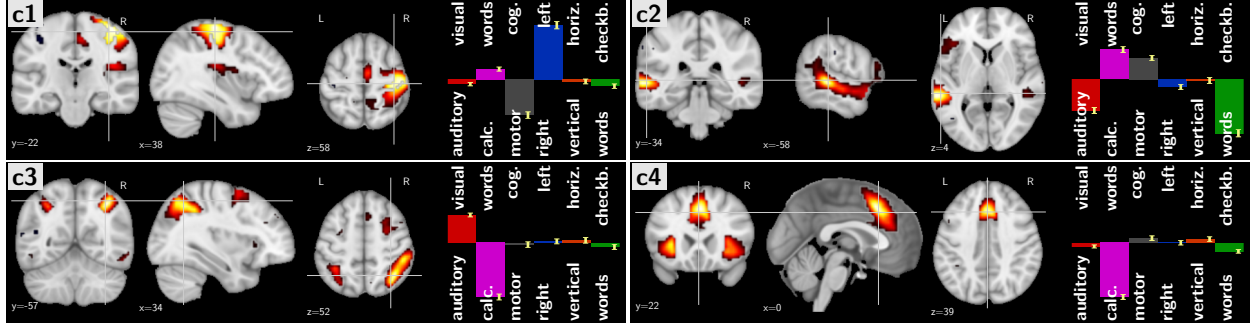 c1
R
L
R
y=-22
x=38
z=58
visual
words
cog.
left
horiz.
checkb.
auditory
calc.
motor
right
vertical
words
c2
L
R
y=-34
x=-58
z=4
visual
words
cog.
left
horiz.
checkb.
auditory
calc.
motor
right
vertical
words
c3
R
L
R
y=-57
x=34
z=52
visual
words
cog.
left
horiz.
checkb.
auditory
calc.
motor
right
vertical
words
c4
L
R
y=22
x=0
z=39
visual
words
cog.
left
horiz.
checkb.
auditory
calc.
motor
right
vertical
words